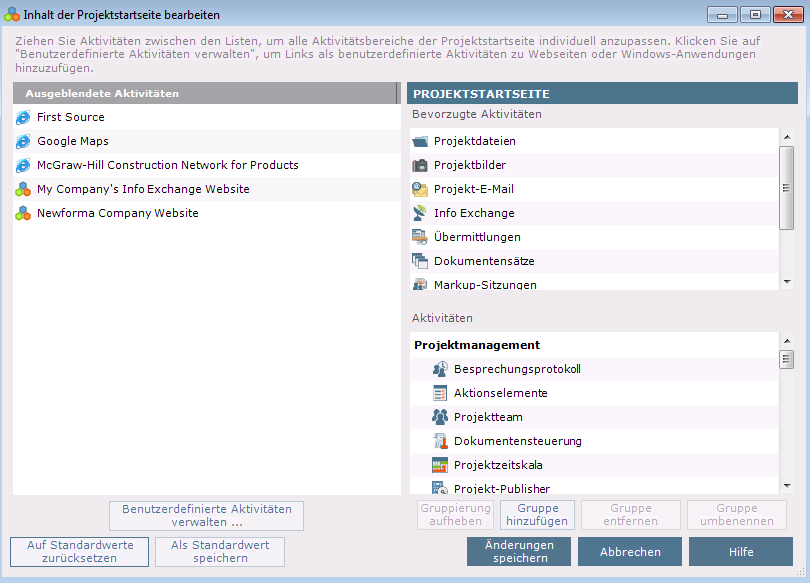 Inhalt der Projektstartseite bearbeiten
Ziehen Sie Aktivitäten zwischen den Listen, um alle Aktivitätsbereiche der Projektstartseite individuell anzupassen. Klicken Sie auf
"Benutzerdefinierte Aktivitäten verwalten", um Links als benutzerdefinierte Aktivitäten zu Webseiten oder Windows-Anwendungen
hinzuzufügen.
Ausgeblendete Aktivitäten
First Source
Google Maps
McGraw-Hill Construction Network for Products
My Company's Info Exchange Website
Newforma Company Website
PROJEKTSTARTSEITE
Bevorzugte Aktivitäten
Projektdateien
Projektbilder
Projekt-E-Mail
Info Exchange
Übermittlungen
Dokumentensätze
Markup-Sitzungen
Aktivitäten
Projektmanagement
Besprechungsprotokoll
Aktionselemente
Projektteam
Dokumentensteuerung
Projektzeitskala
Projekt-Publisher
Benutzerdefinierte Aktivitäten
verwalten ...
Gruppierung
aufheben
Gruppe
hinzufügen
Gruppe
entfernen
Gruppe
umbenennen
Auf Standardwerte
zurücksetzen
Als Standardwert
speichern
Änderungen
speichern
Abbrechen
Hilfe